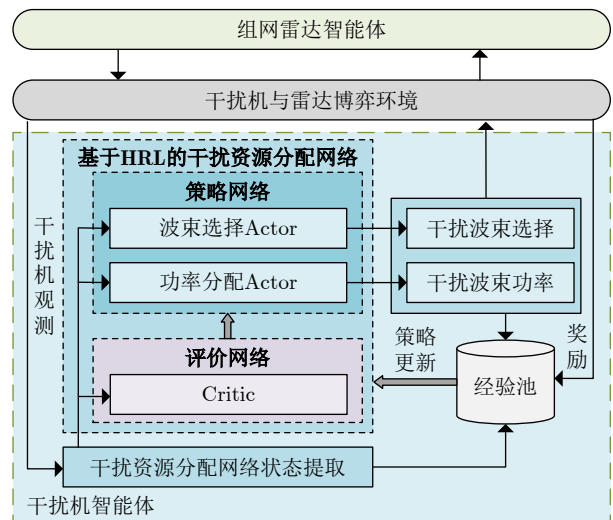 组网雷达智能体
干扰机与雷达博弈环境
基于HRL的干扰资源分配网络
策略网络
波束选择Actor
功率分配Actor
干扰波束选择
干扰波束功率
干扰机观测
评价网络
Critic
策略
更新
经验池
奖励
干扰资源分配网络状态提取
干扰机智能体